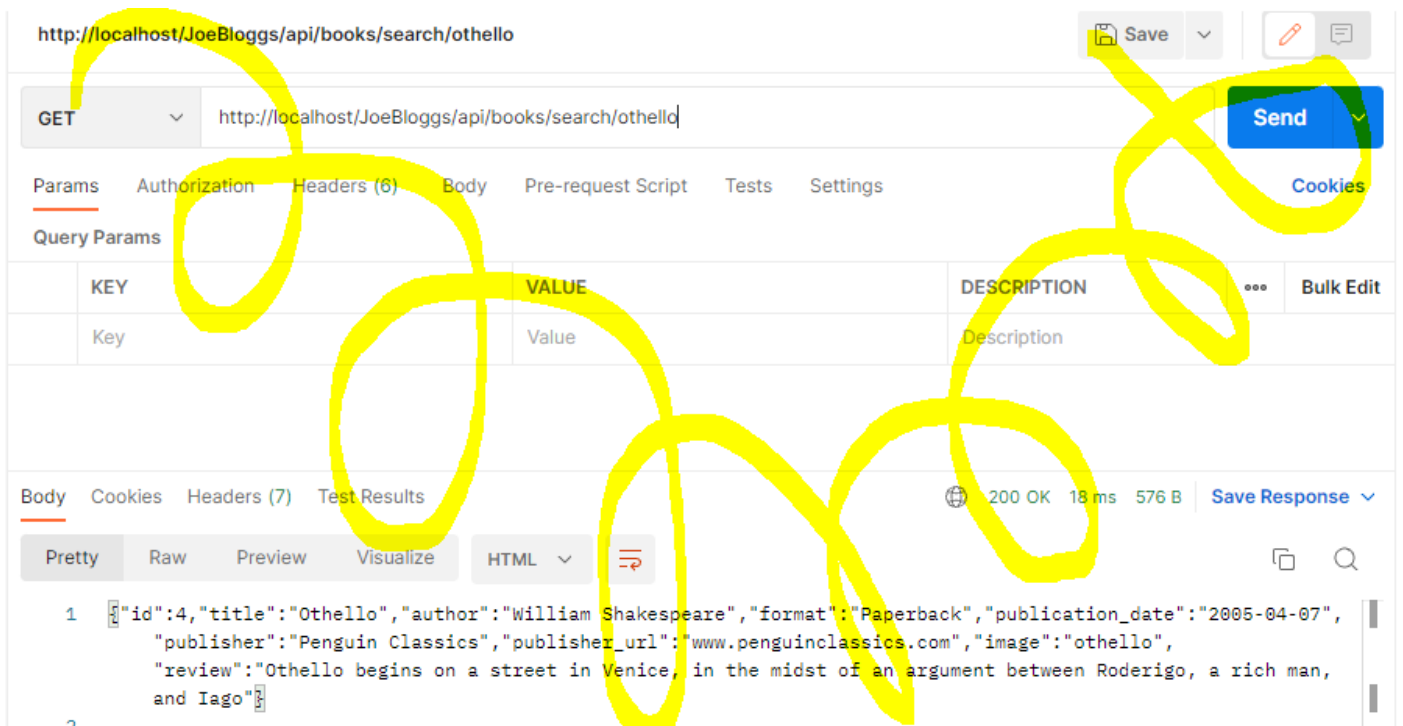 http://localhost/JoeBloggs/api/books/search/othello Save
GET http://localhost/JoeBloggs/api/books/search/othello Send
Params Authorization Headers (6) Body Pre-request Script Tests Settings Cookies
Query Params
KEY VALUE DESCRIPTION ooo Bulk Edit
Key Value Description
Body Cookies Headers (7) Test Results 200 OK 18 ms 576 B Save Response
Pretty Raw Preview Visualize HTML
1 {"id":4,"title":"Othello","author":"William Shakespeare","format":"Paperback","publication_date":"2005-04-07",
"publisher":"Penguin Classics","publisher_url":"www.penguinclassics.com","image":"othello",
"review":"Othello begins on a street in Venice, in the midst of an argument between Roderigo, a rich man,
and Iago"}
2